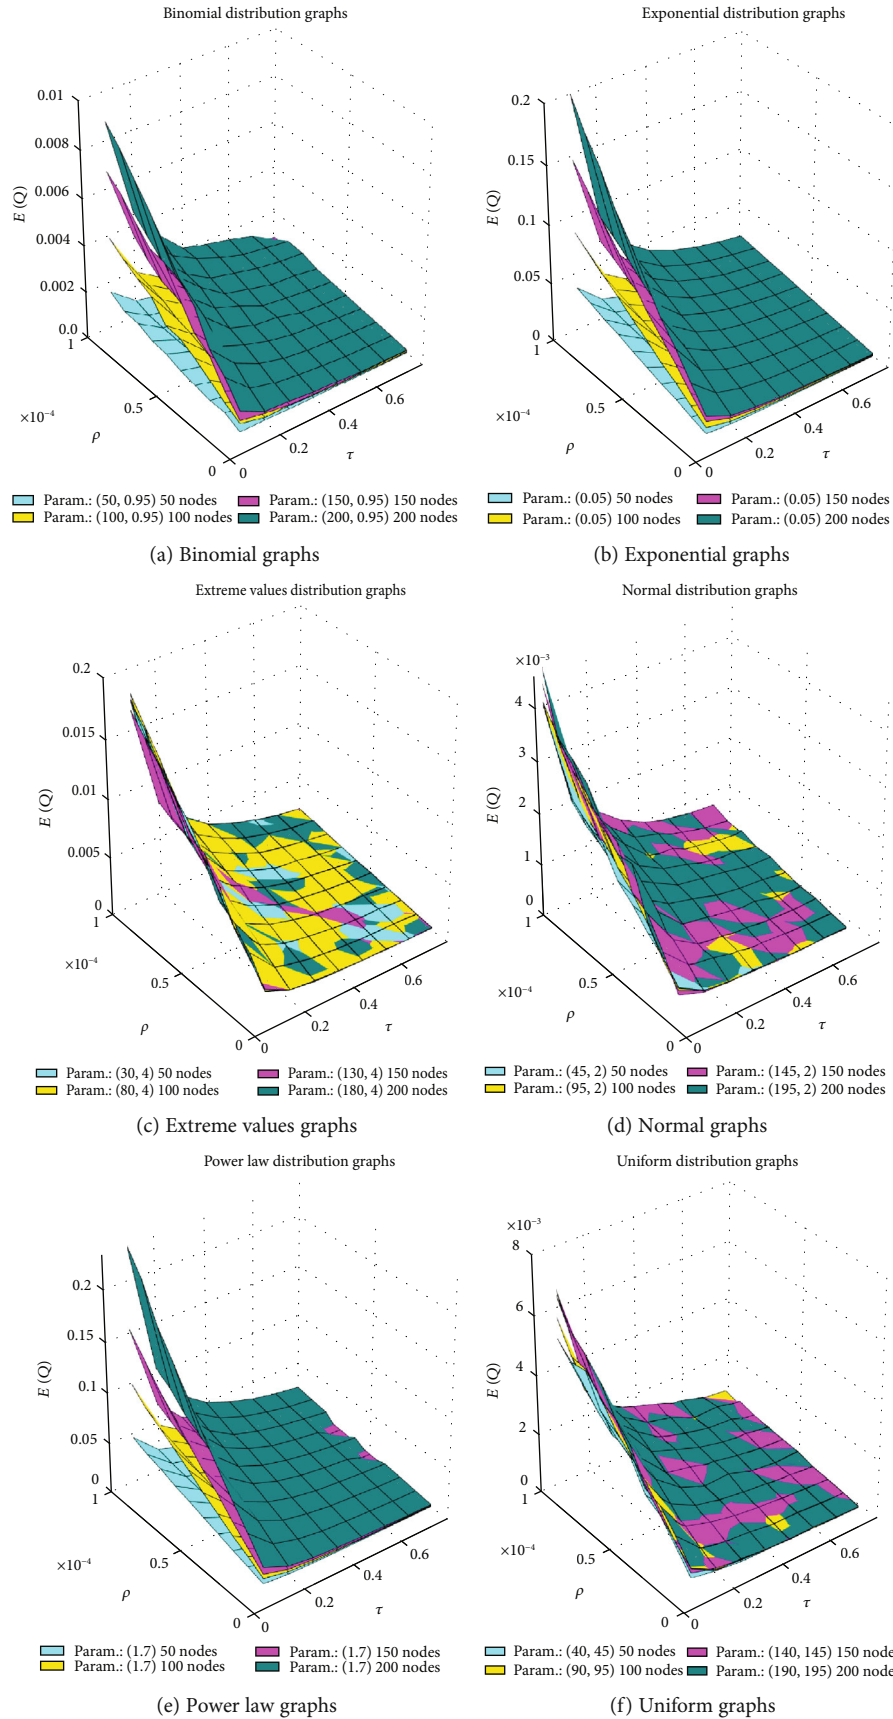 Binomial distribution graphs
0.01
0.008
0.006
0.004
0.002
0.0
E (Q)
1
0.5
0
×10⁻⁴
ρ
0
0.2
0.4
0.6
τ
Param.: (50, 0.95) 50 nodes
Param.: (150, 0.95) 150 nodes
Param.: (100, 0.95) 100 nodes
Param.: (200, 0.95) 200 nodes
(a) Binomial graphs
Exponential distribution graphs
0.2
0.15
0.1
0.05
0
E (Q)
1
0.5
0
×10⁻⁴
ρ
0
0.2
0.4
0.6
τ
Param.: (0.05) 50 nodes
Param.: (0.05) 150 nodes
Param.: (0.05) 100 nodes
Param.: (0.05) 200 nodes
(b) Exponential graphs
Extreme values distribution graphs
0.2
0.015
0.01
0.005
0
E (Q)
1
0.5
0
×10⁻⁴
ρ
0
0.2
0.4
0.6
τ
Param.: (30, 4) 50 nodes
Param.: (130, 4) 150 nodes
Param.: (80, 4) 100 nodes
Param.: (180, 4) 200 nodes
(c) Extreme values graphs
Normal distribution graphs
×10⁻³
4
3
2
1
0
E (Q)
1
0.5
0
×10⁻⁴
ρ
0
0.2
0.4
0.6
τ
Param.: (45, 2) 50 nodes
Param.: (145, 2) 150 nodes
Param.: (95, 2) 100 nodes
Param.: (195, 2) 200 nodes
(d) Normal graphs
Power law distribution graphs
0.2
0.15
0.1
0.05
0
E (Q)
1
0.5
0
×10⁻⁴
ρ
0
0.2
0.4
0.6
τ
Param.: (1.7) 50 nodes
Param.: (1.7) 150 nodes
Param.: (1.7) 100 nodes
Param.: (1.7) 200 nodes
(e) Power law graphs
Uniform distribution graphs
×10⁻³
8
6
4
2
0
E (Q)
1
0.5
0
×10⁻⁴
ρ
0
0.2
0.4
0.6
τ
Param.: (40, 45) 50 nodes
Param.: (140, 145) 150 node
Param.: (90, 95) 100 nodes
Param.: (190, 195) 200 node
(f) Uniform graphs